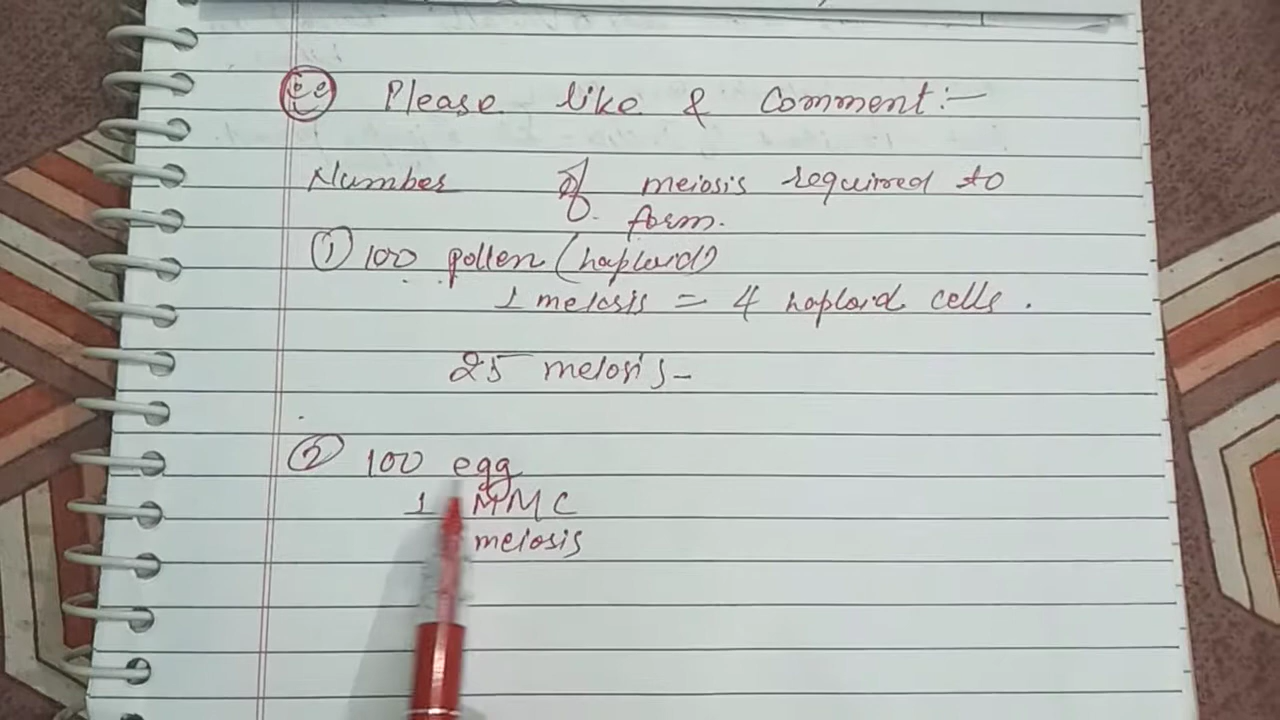 Please like & Comment:-
Number of meiosis required to
form.
① 100 pollen (haploid)
1 meiosis = 4 haploid cells.
25 meiosis-
② 100 egg
1 MMC
meiosis